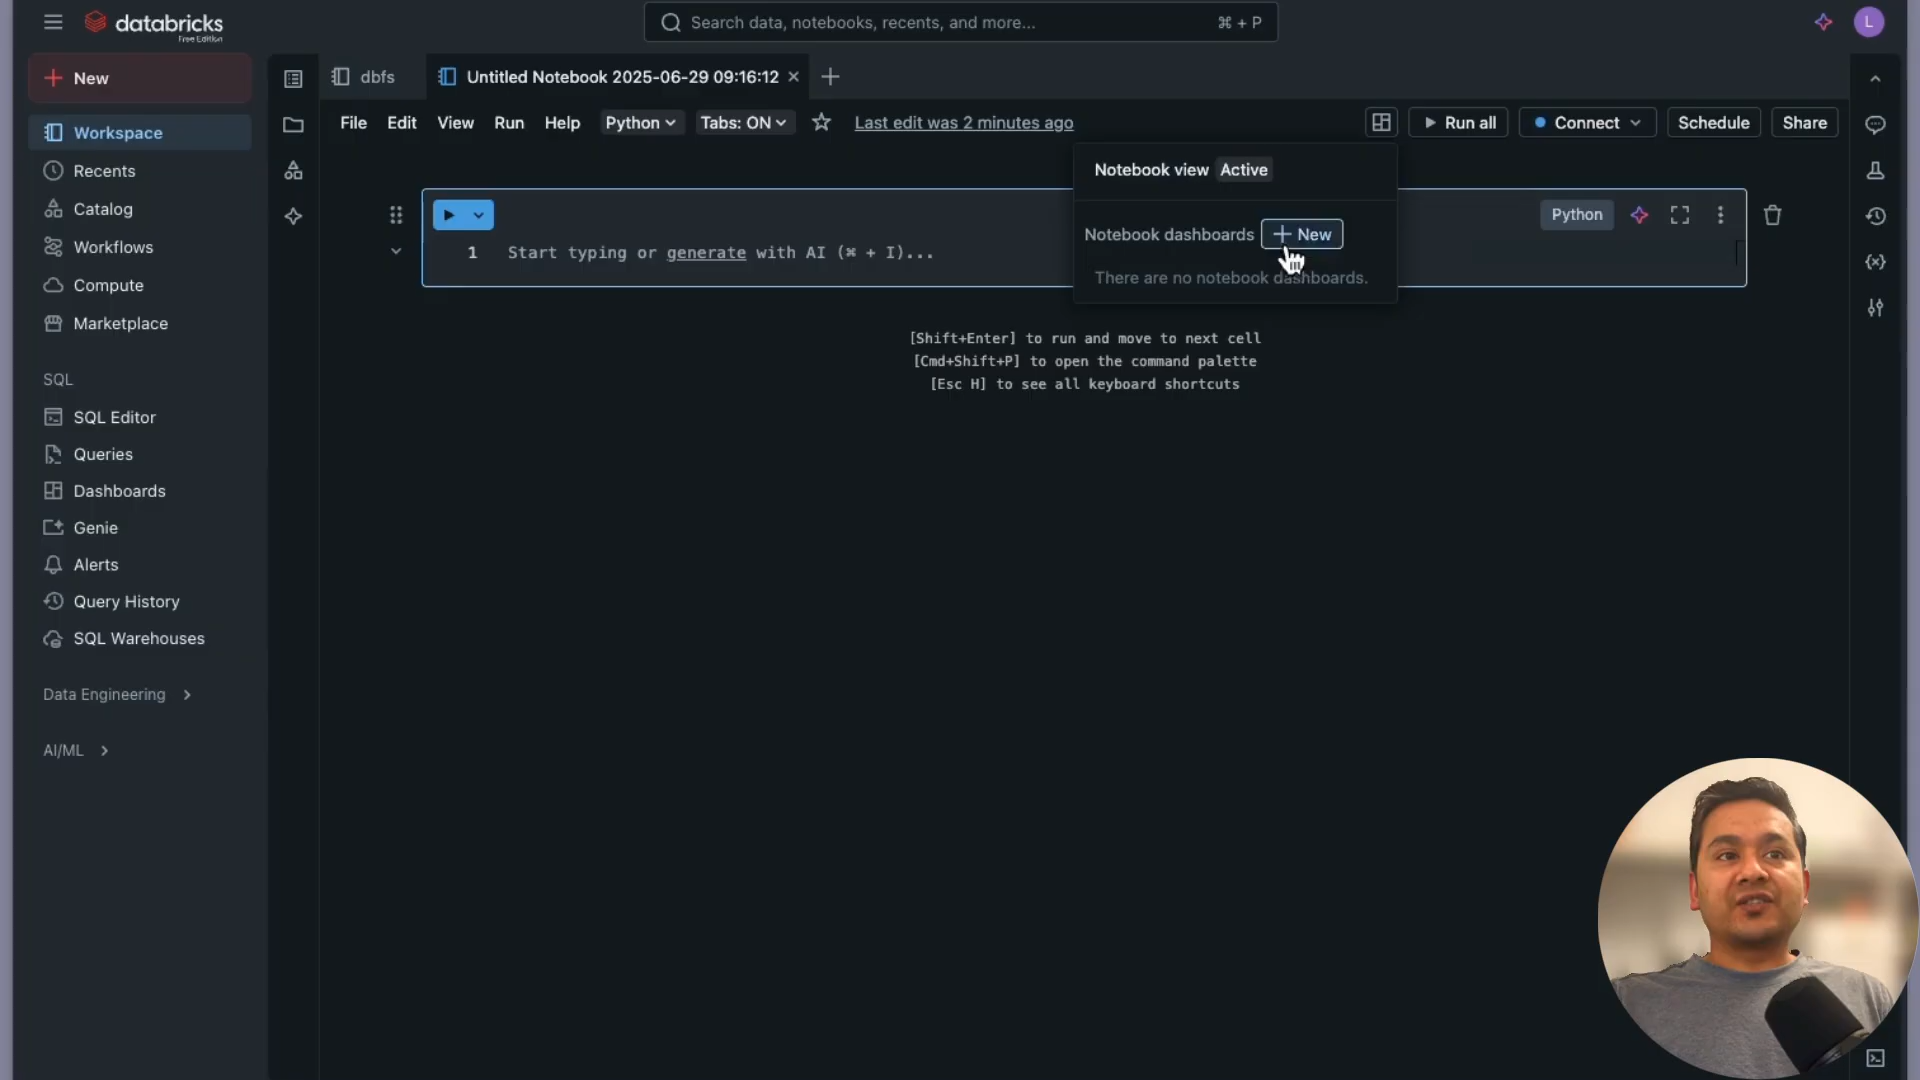 databricks
Free Edition
Search data, notebooks, recents, and more...
⌘ + P
L
New
Workspace
Recents
Catalog
Workflows
Compute
Marketplace
SQL
SQL Editor
Queries
Dashboards
Genie
Alerts
Query History
SQL Warehouses
Data Engineering
AI/ML
dbfs
Untitled Notebook 2025-06-29 09:16:12
File Edit View Run Help Python Tabs: ON Last edit was 2 minutes ago
Run all Connect Schedule Share
Notebook view Active
Notebook dashboards + New
There are no notebook dashboards.
Python
1 Start typing or generate with AI (⌘ + I)...
[Shift+Enter] to run and move to next cell
[Cmd+Shift+P] to open the command palette
[Esc H] to see all keyboard shortcuts